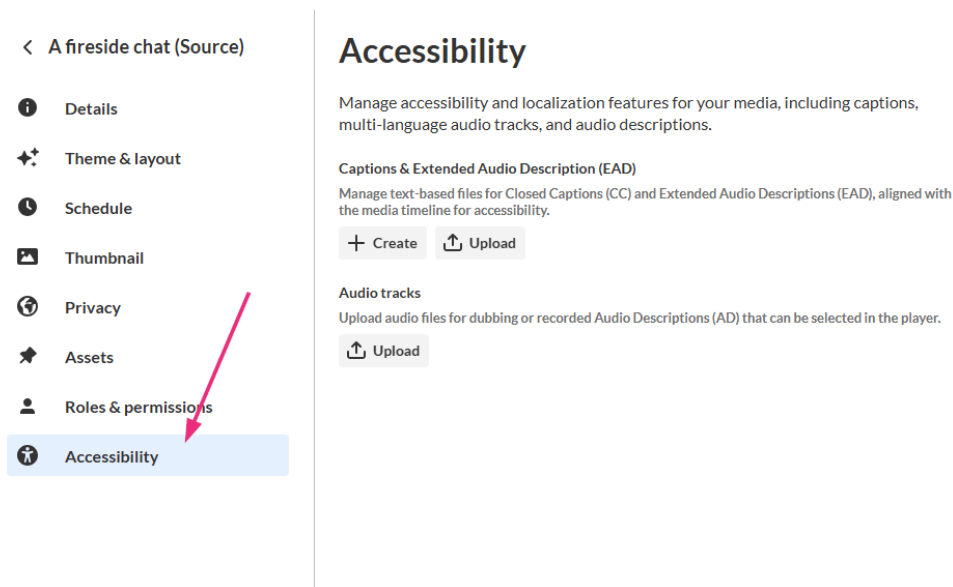 A fireside chat (Source)
Details
Theme & layout
Schedule
Thumbnail
Privacy
Assets
Roles & permissions
Accessibility
Accessibility
Manage accessibility and localization features for your media, including captions,
multi-language audio tracks, and audio descriptions.
Captions & Extended Audio Description (EAD)
Manage text-based files for Closed Captions (CC) and Extended Audio Descriptions (EAD), aligned with
the media timeline for accessibility.
Create Upload
Audio tracks
Upload audio files for dubbing or recorded Audio Descriptions (AD) that can be selected in the player.
Upload